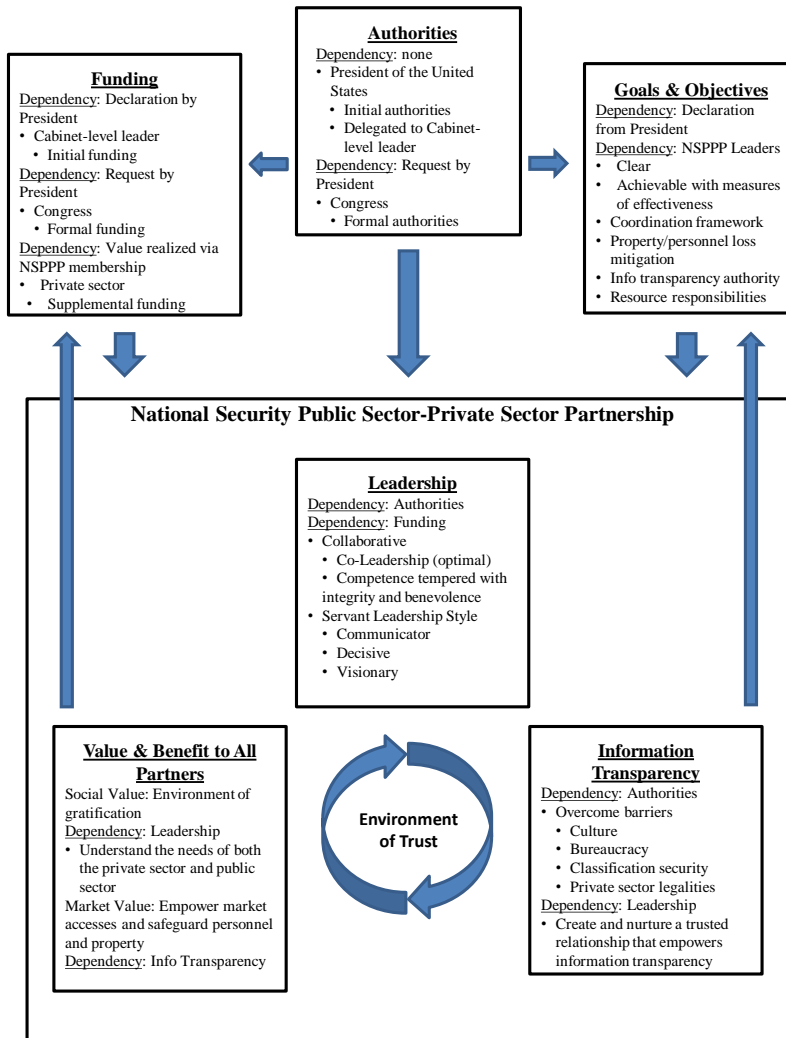 Authorities
Dependency: none
• President of the United
States
• Initial authorities
• Delegated to Cabinet-
level leader
Dependency: Request by
President
• Congress
• Formal authorities
Funding
Dependency: Declaration by
President
• Cabinet-level leader
• Initial funding
Dependency: Request by
President
• Congress
• Formal funding
Dependency: Value realized via
NSPPP membership
• Private sector
• Supplemental funding
Goals & Objectives
Dependency: Declaration
from President
Dependency: NSPPP Leaders
• Clear
• Achievable with measures
of effectiveness
• Coordination framework
• Property/personnel loss
mitigation
• Info transparency authority
• Resource responsibilities
National Security Public Sector-Private Sector Partnership
Leadership
Dependency: Authorities
Dependency: Funding
• Collaborative
• Co-Leadership (optimal)
• Competence tempered with
integrity and benevolence
• Servant Leadership Style
• Communicator
• Decisive
• Visionary
Value & Benefit to All
Partners
Social Value: Environment of
gratification
Dependency: Leadership
• Understand the needs of both
the private sector and public
sector
Market Value: Empower market
accesses and safeguard personnel
and property
Dependency: Info Transparency
Environment
of Trust
Information
Transparency
Dependency: Authorities
• Overcome barriers
• Culture
• Bureaucracy
• Classification security
• Private sector legalities
Dependency: Leadership
• Create and nurture a trusted
relationship that empowers
information transparency